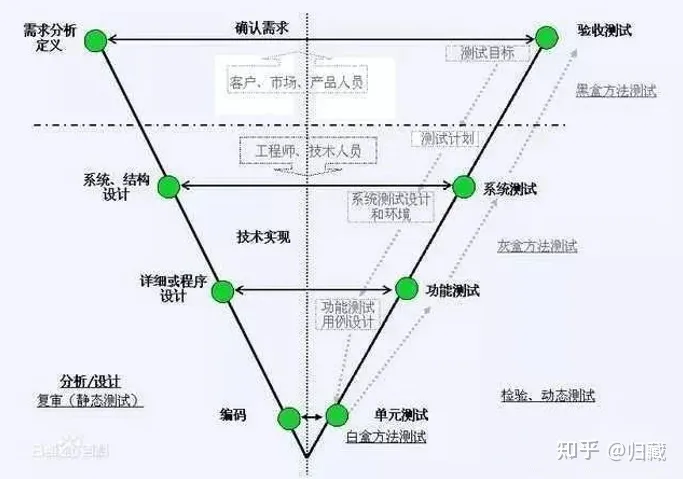 需求分析
定义
确认需求
验收测试
测试目标
客户、市场、产品人员
黑盒方法测试
测试计划
工程师、技术人员
系统、结构
设计
系统测试
系统测试设计
和环境
技术实现
灰盒方法测试
详细或程序
设计
功能测试
功能测试
用例设计
分析/设计
复审（静态测试）
检验、动态测试
编码
单元测试
白盒方法测试
知乎 @归藏